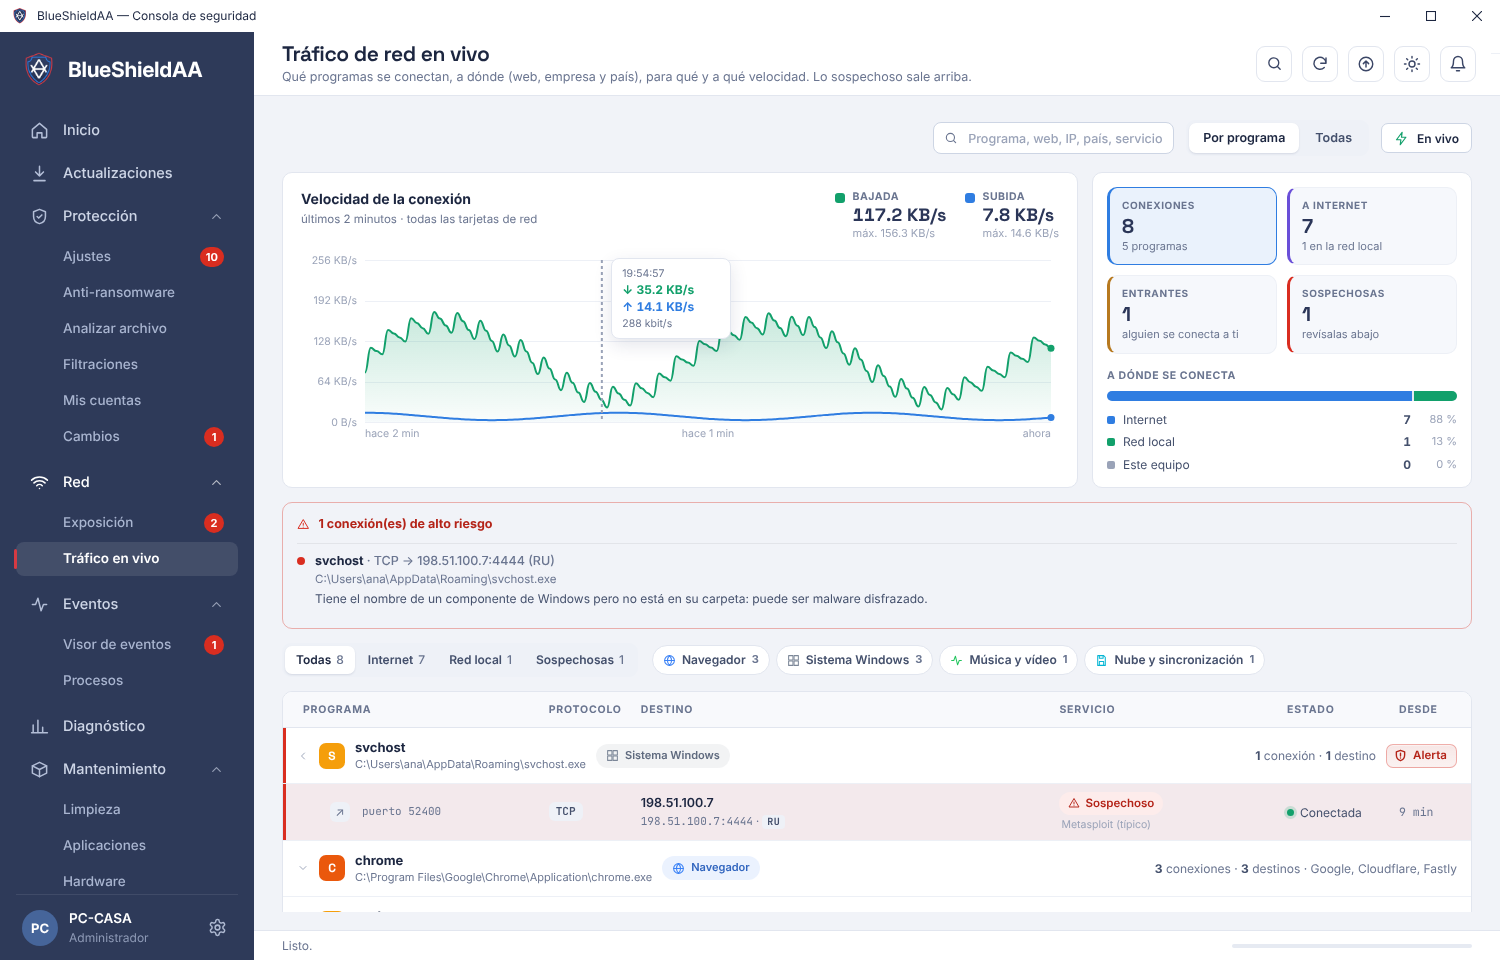 BlueShieldAA — Consola de seguridad
BlueShieldAA
Inicio
Actualizaciones
Protección
Ajustes 10
Anti-ransomware
Analizar archivo
Filtraciones
Mis cuentas
Cambios 1
Red
Exposición 2
Tráfico en vivo
Eventos
Visor de eventos 1
Procesos
Diagnóstico
Mantenimiento
Limpieza
Aplicaciones
Hardware
PC PC-CASA
Administrador
Tráfico de red en vivo
Qué programas se conectan, a dónde (web, empresa y país), para qué y a qué velocidad. Lo sospechoso sale arriba.
Programa, web, IP, país, servicio
Por programa Todas
En vivo
Velocidad de la conexión
últimos 2 minutos · todas las tarjetas de red
BAJADA
117.2 KB/s
máx. 156.3 KB/s
SUBIDA
7.8 KB/s
máx. 14.6 KB/s
256 KB/s
192 KB/s
128 KB/s
64 KB/s
0 B/s
19:54:57
↓ 35.2 KB/s
↑ 14.1 KB/s
288 kbit/s
hace 2 min hace 1 min ahora
CONEXIONES
8
5 programas
A INTERNET
7
1 en la red local
ENTRANTES
1
alguien se conecta a ti
SOSPECHOSAS
1
revísalas abajo
A DÓNDE SE CONECTA
Internet 7 88 %
Red local 1 13 %
Este equipo 0 0 %
1 conexión(es) de alto riesgo
svchost · TCP → 198.51.100.7:4444 (RU)
C:\Users\ana\AppData\Roaming\svchost.exe
Tiene el nombre de un componente de Windows pero no está en su carpeta: puede ser malware disfrazado.
Todas 8 Internet 7 Red local 1 Sospechosas 1 Navegador 3 Sistema Windows 3 Música y vídeo 1 Nube y sincronización 1
PROGRAMA PROTOCOLO DESTINO SERVICIO ESTADO DESDE
S svchost
C:\Users\ana\AppData\Roaming\svchost.exe
Sistema Windows
1 conexión · 1 destino
Alerta
puerto 52400 TCP
198.51.100.7
198.51.100.7:4444 · RU
Sospechoso
Metasploit (típico)
Conectada 9 min
C chrome
C:\Program Files\Google\Chrome\Application\chrome.exe
Navegador
3 conexiones · 3 destinos · Google, Cloudflare, Fastly
Listo.